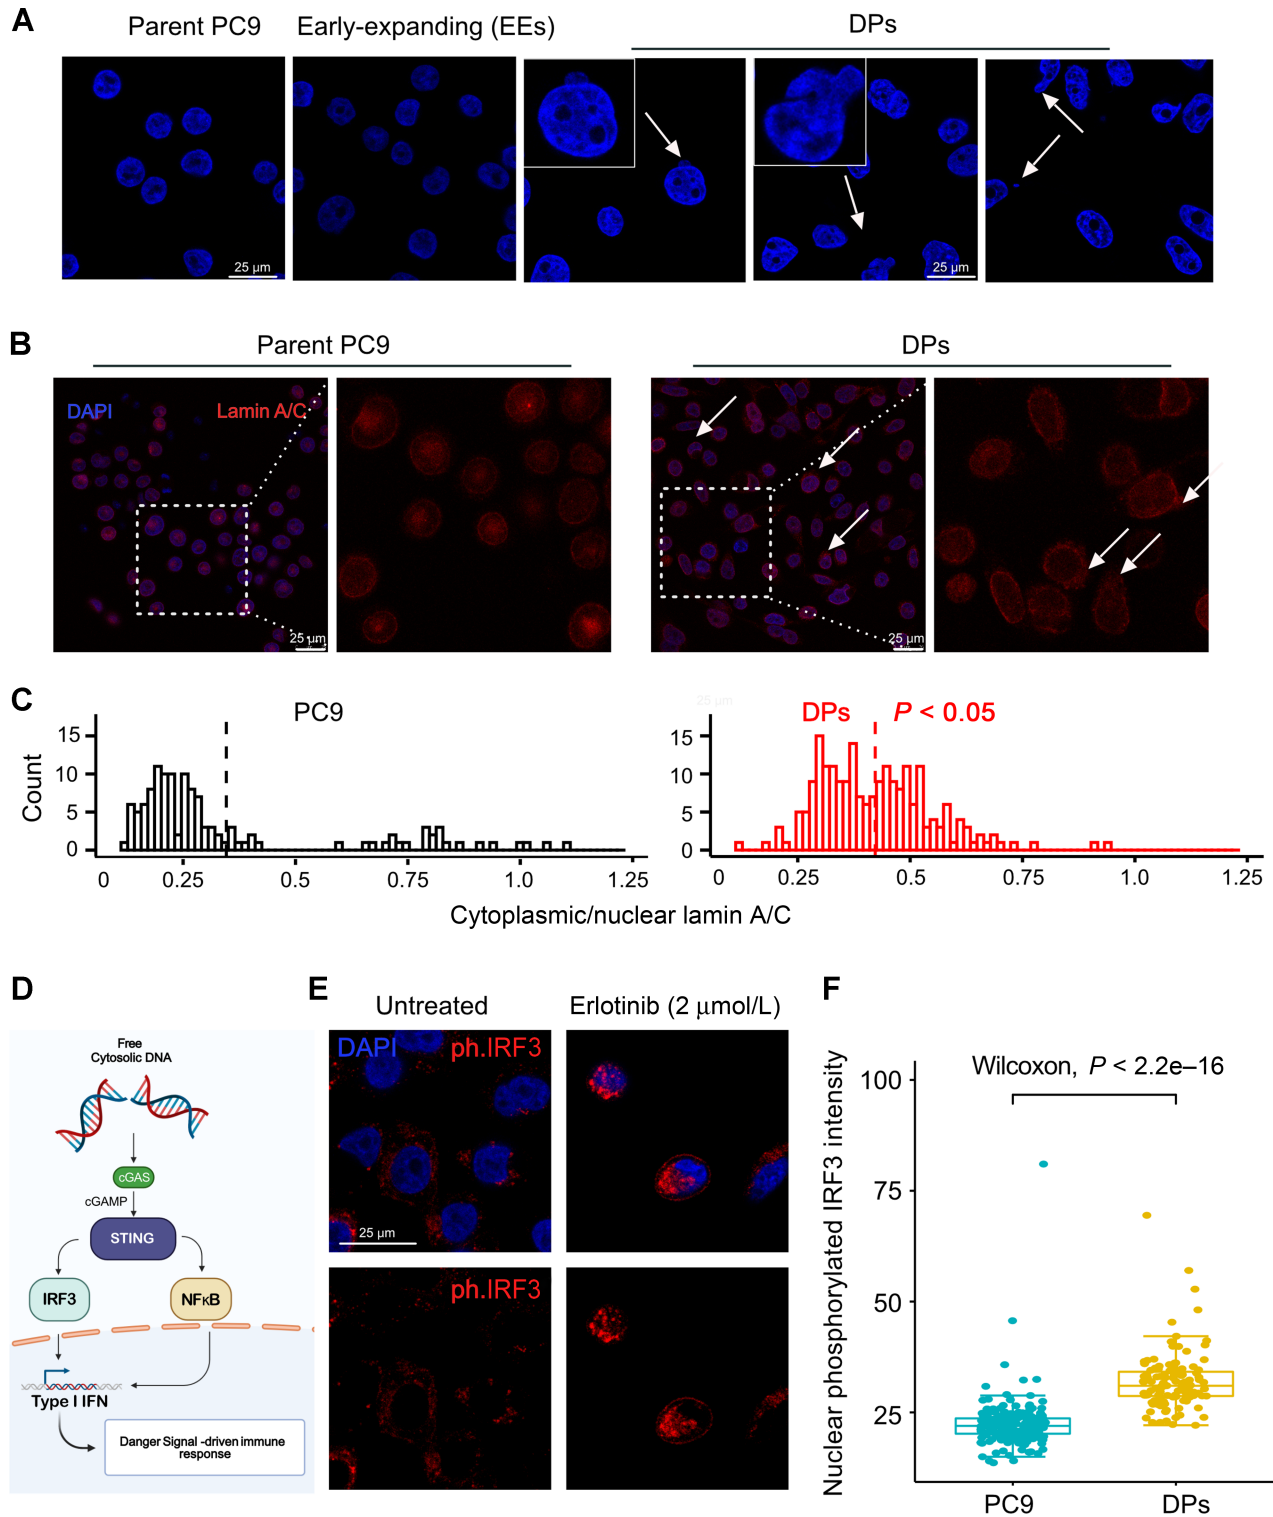 A
Parent PC9
Early-expanding (EEs)
DPs
25 µm
25 µm
B
Parent PC9
DPs
DAPI
Lamin A/C
25 µm
25 µm
C
25 µm
PC9
DPs
P < 0.05
Count
15
10
5
0
0
0.25
0.5
0.75
1.0
1.25
15
10
5
0
0
0.25
0.5
0.75
1.0
1.25
Cytoplasmic/nuclear lamin A/C
D
Free
Cytosolic DNA
cGAS
cGAMP
STING
IRF3
NFκB
Type I IFN
Danger Signal -driven immune
response
E
Untreated
Erlotinib (2 μmol/L)
DAPI
ph.IRF3
25 µm
ph.IRF3
F
Nuclear phosphorylated IRF3 intensity
Wilcoxon, P < 2.2e–16
100
75
50
25
PC9
DPs